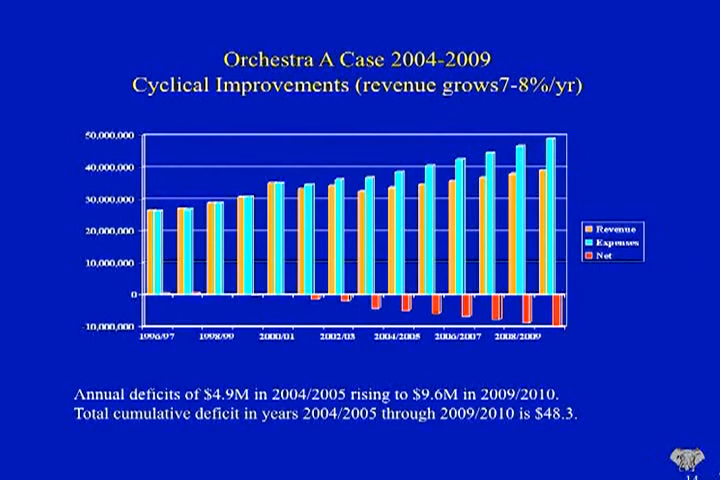 Orchestra A Case 2004-2009
Cyclical Improvements (revenue grows7-8%/yr)
50,000,000
40,000,000
30,000,000
20,000,000
10,000,000
0
-10,000,000
1996/97 1998/99 2000/01 2002/03 2004/2005 2006/2007 2008/2009
Revenue
Expenses
Net
Annual deficits of $4.9M in 2004/2005 rising to $9.6M in 2009/2010.
Total cumulative deficit in years 2004/2005 through 2009/2010 is $48.3.
14